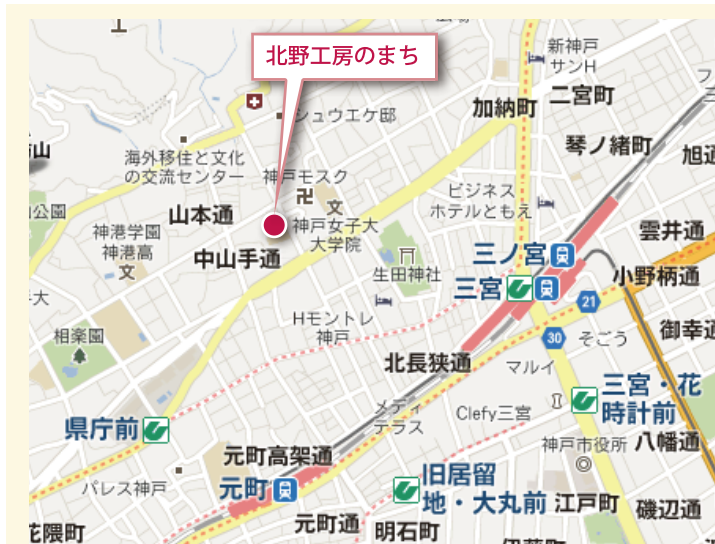 北野工房のまち
新神戸
サンH
二宮町
加納町
シュウエケ邸
琴ノ緒町
海外移住と文化
の交流センター
神戸モスク
ビジネス
ホテルともえ
山本通
神港学園
神港高
文
神戸女子大
大学院
文
中山手通
雲井通
三ノ宮
三宮
生田神社
小野柄通
21
30
Hモントレ
神戸
そごう
相楽園
北長狭通
マルイ
三宮・花
時計前
メディ
テラス
Clefy三宮
県庁前
神戸市役所
八幡通
元町高架通
パレス神戸
元町
旧居留
地・大丸前
江戸町
磯辺通
花隈町
元町通
明石町